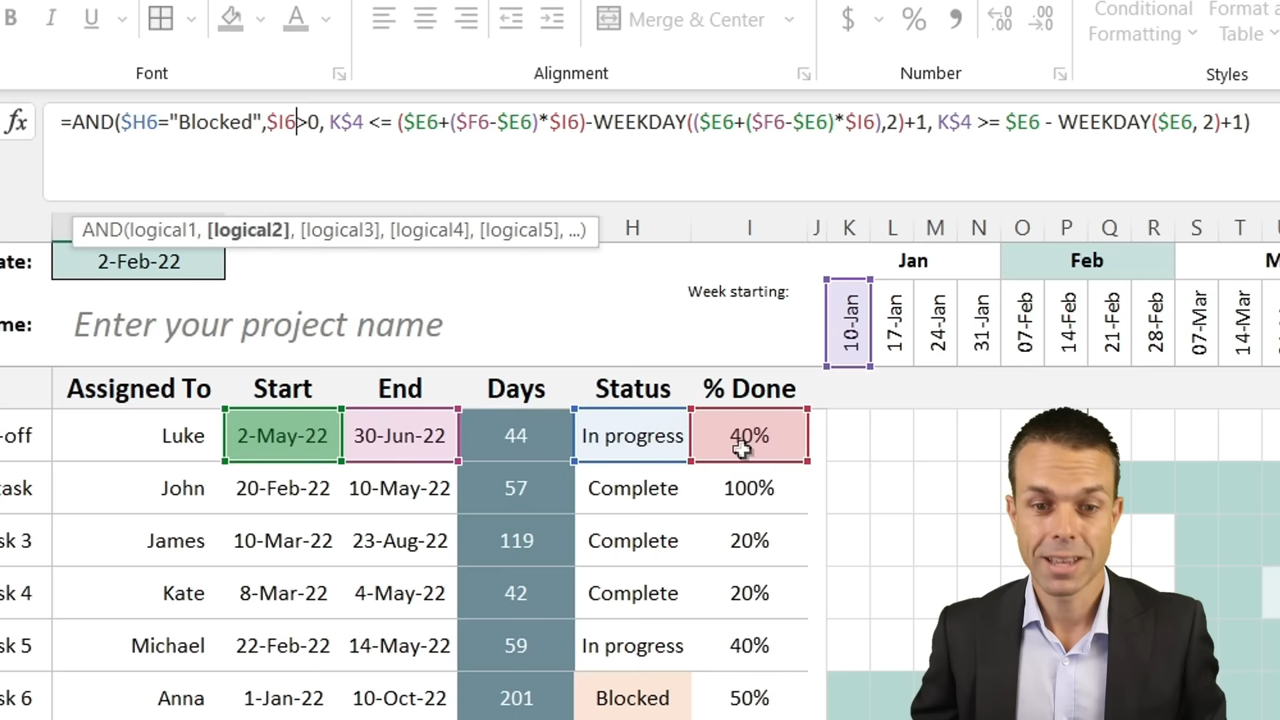 B I U A Merge & Center $ % Conditional Format a
Formatting Table
Font Alignment Number Styles
fx =AND($H6="Blocked",$I6>0, K$4 <= ($E6+($F6-$E6)*$I6)-WEEKDAY(($E6+($F6-$E6)*$I6),2)+1, K$4 >= $E6 - WEEKDAY($E6, 2)+1)
AND(logical1, [logical2], [logical3], [logical4], [logical5], ...)
H I J K L M N O P Q R S T
ate: 2-Feb-22 Jan Feb M
Week starting:
10-Jan 17-Jan 24-Jan 31-Jan 07-Feb 14-Feb 21-Feb 28-Feb 07-Mar 14-Mar
me: Enter your project name
Assigned To Start End Days Status % Done
-off Luke 2-May-22 30-Jun-22 44 In progress 40%
task John 20-Feb-22 10-May-22 57 Complete 100%
sk 3 James 10-Mar-22 23-Aug-22 119 Complete 20%
sk 4 Kate 8-Mar-22 4-May-22 42 Complete 20%
sk 5 Michael 22-Feb-22 14-May-22 59 In progress 40%
sk 6 Anna 1-Jan-22 10-Oct-22 201 Blocked 50%